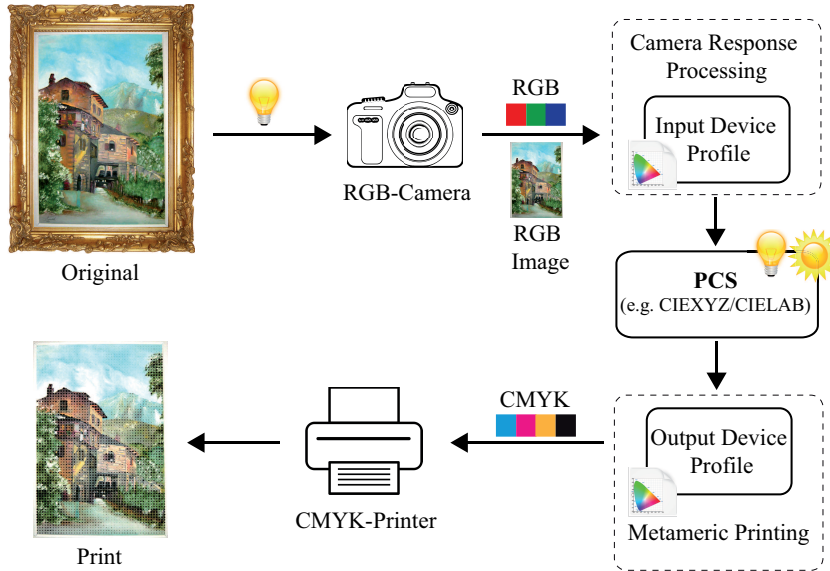 Original
RGB-Camera
RGB
RGB
Image
Camera Response
Processing
Input Device
Profile
PCS
(e.g. CIEXYZ/CIELAB)
Output Device
Profile
Metameric Printing
CMYK
CMYK-Printer
Print